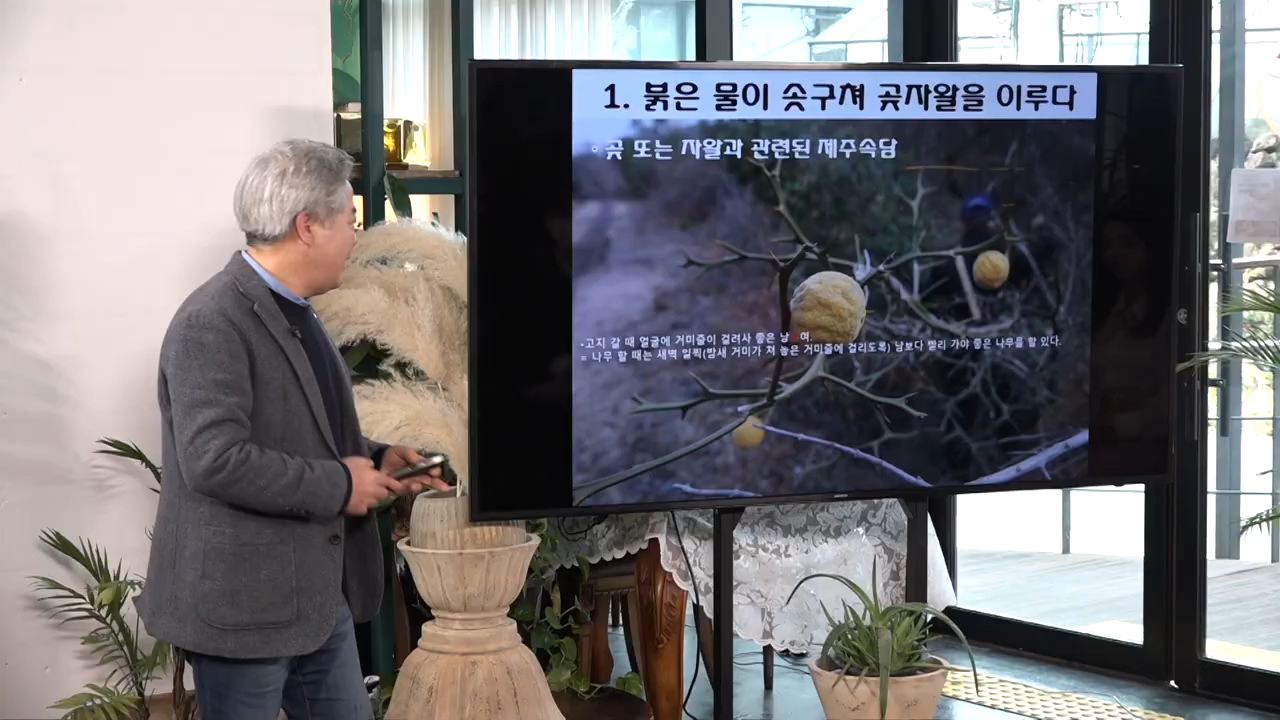 1. 붉은 물이 솟구쳐 곶자왈을 이루다
◦ 곶 또는 자왈과 관련된 제주속담
-고지 갈 때 얼굴에 거미줄이 걸려사 좋은 낭 여.
= 나무 할 때는 새벽 일찍(밤새 거미가 쳐 놓은 거미줄에 걸리도록) 남보다 빨리 가야 좋은 나무를 할 있다.